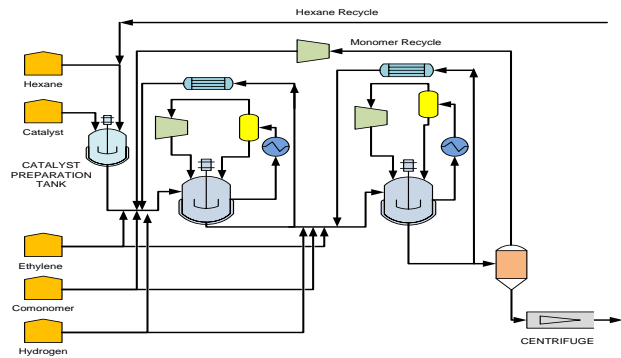 Hexane Recycle
Monomer Recycle
Hexane
Catalyst
CATALYST
PREPARATION
TANK
Ethylene
Comonomer
Hydrogen
CENTRIFUGE